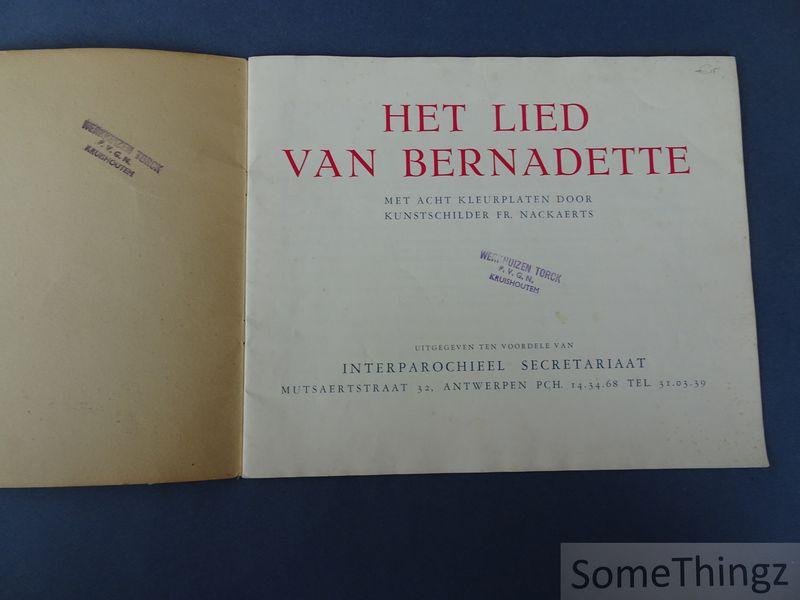 WERKHUIZEN TORCK
P. V. G. N.
KRUISHOUTEM
HET LIED
VAN BERNADETTE
MET ACHT KLEURPLATEN DOOR
KUNSTSCHILDER FR. NACKAERTS
WERKHUIZEN TORCK
P. V. G. N.
KRUISHOUTEM
UITGEGEVEN TEN VOORDELE VAN
INTERPAROCHIEEL SECRETARIAAT
MUTSAERTSTRAAT 32, ANTWERPEN PCH. 14.34.68 TEL. 31.03.39
SomeThingz